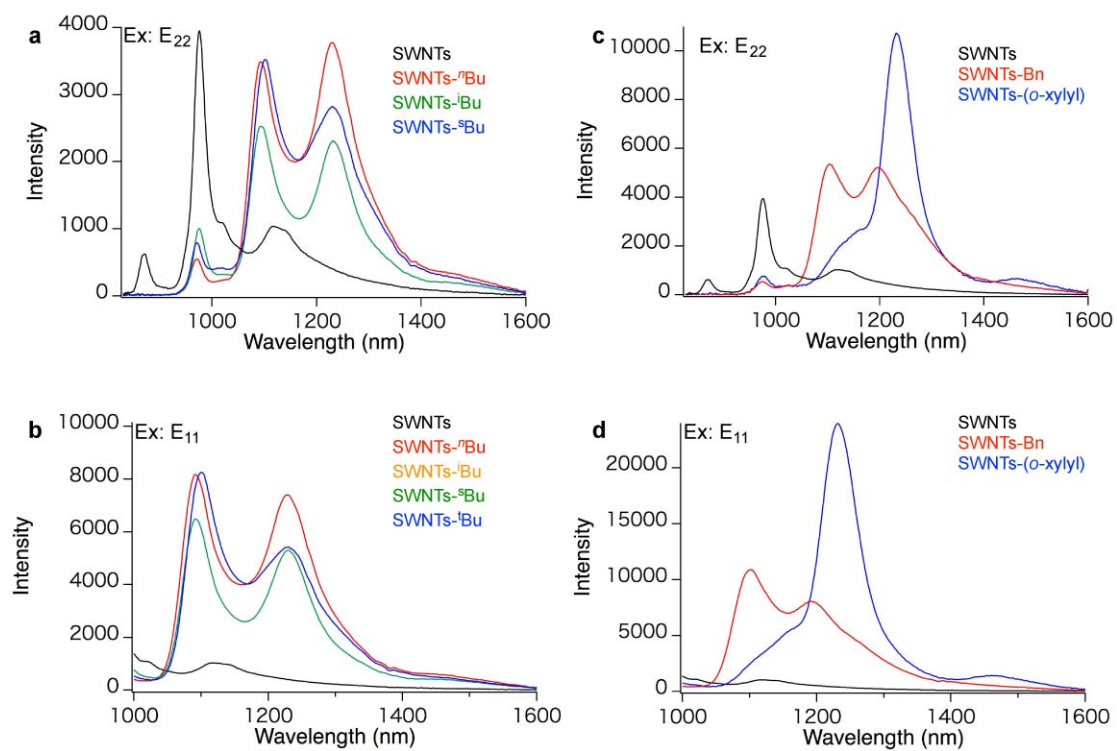 a
Ex: E22
SWNTs
SWNTs-nBu
SWNTs-iBu
SWNTs-sBu
4000
3000
2000
1000
0
Intensity
1000 1200 1400 1600
Wavelength (nm)
c
Ex: E22
SWNTs
SWNTs-Bn
SWNTs-(o-xylyl)
10000
8000
6000
4000
2000
0
Intensity
1000 1200 1400 1600
Wavelength (nm)
b
Ex: E11
SWNTs
SWNTs-nBu
SWNTs-iBu
SWNTs-sBu
SWNTs-tBu
10000
8000
6000
4000
2000
0
Intensity
1000 1200 1400 1600
Wavelength (nm)
d
Ex: E11
SWNTs
SWNTs-Bn
SWNTs-(o-xylyl)
20000
15000
10000
5000
0
Intensity
1000 1200 1400 1600
Wavelength (nm)